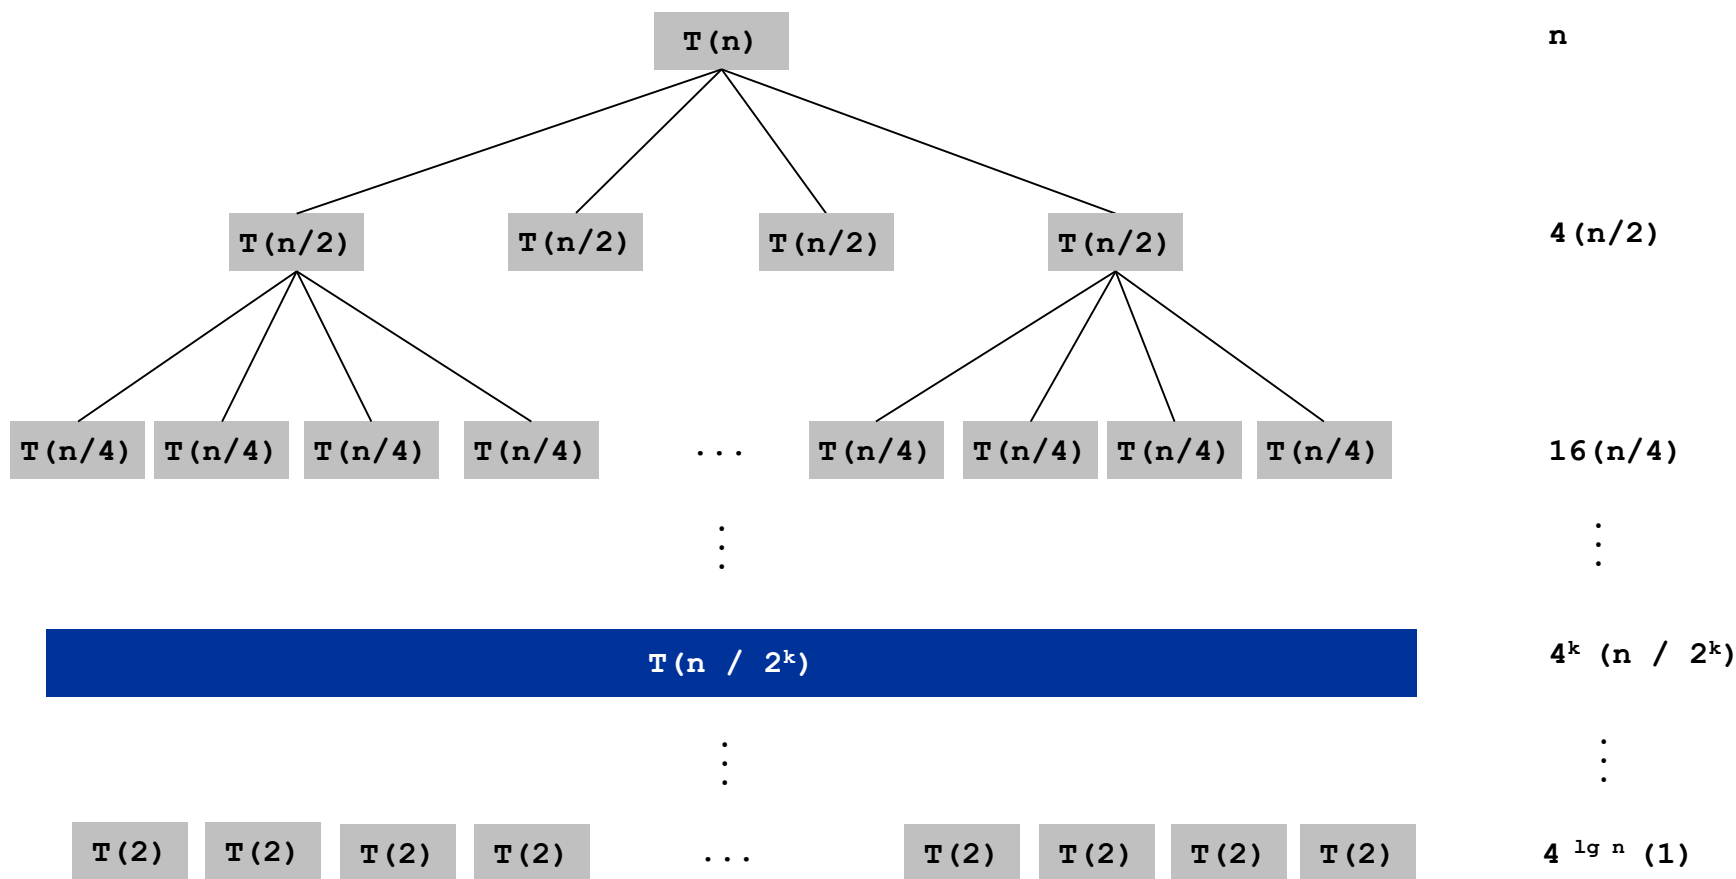 T(n) n
T(n/2) T(n/2) T(n/2) T(n/2) 4(n/2)
T(n/4) T(n/4) T(n/4) T(n/4) ... T(n/4) T(n/4) T(n/4) T(n/4) 16(n/4)
T(n / 2ᵏ) 4ᵏ (n / 2ᵏ)
T(2) T(2) T(2) T(2) ... T(2) T(2) T(2) T(2) 4 ˡᵍ ⁿ (1)